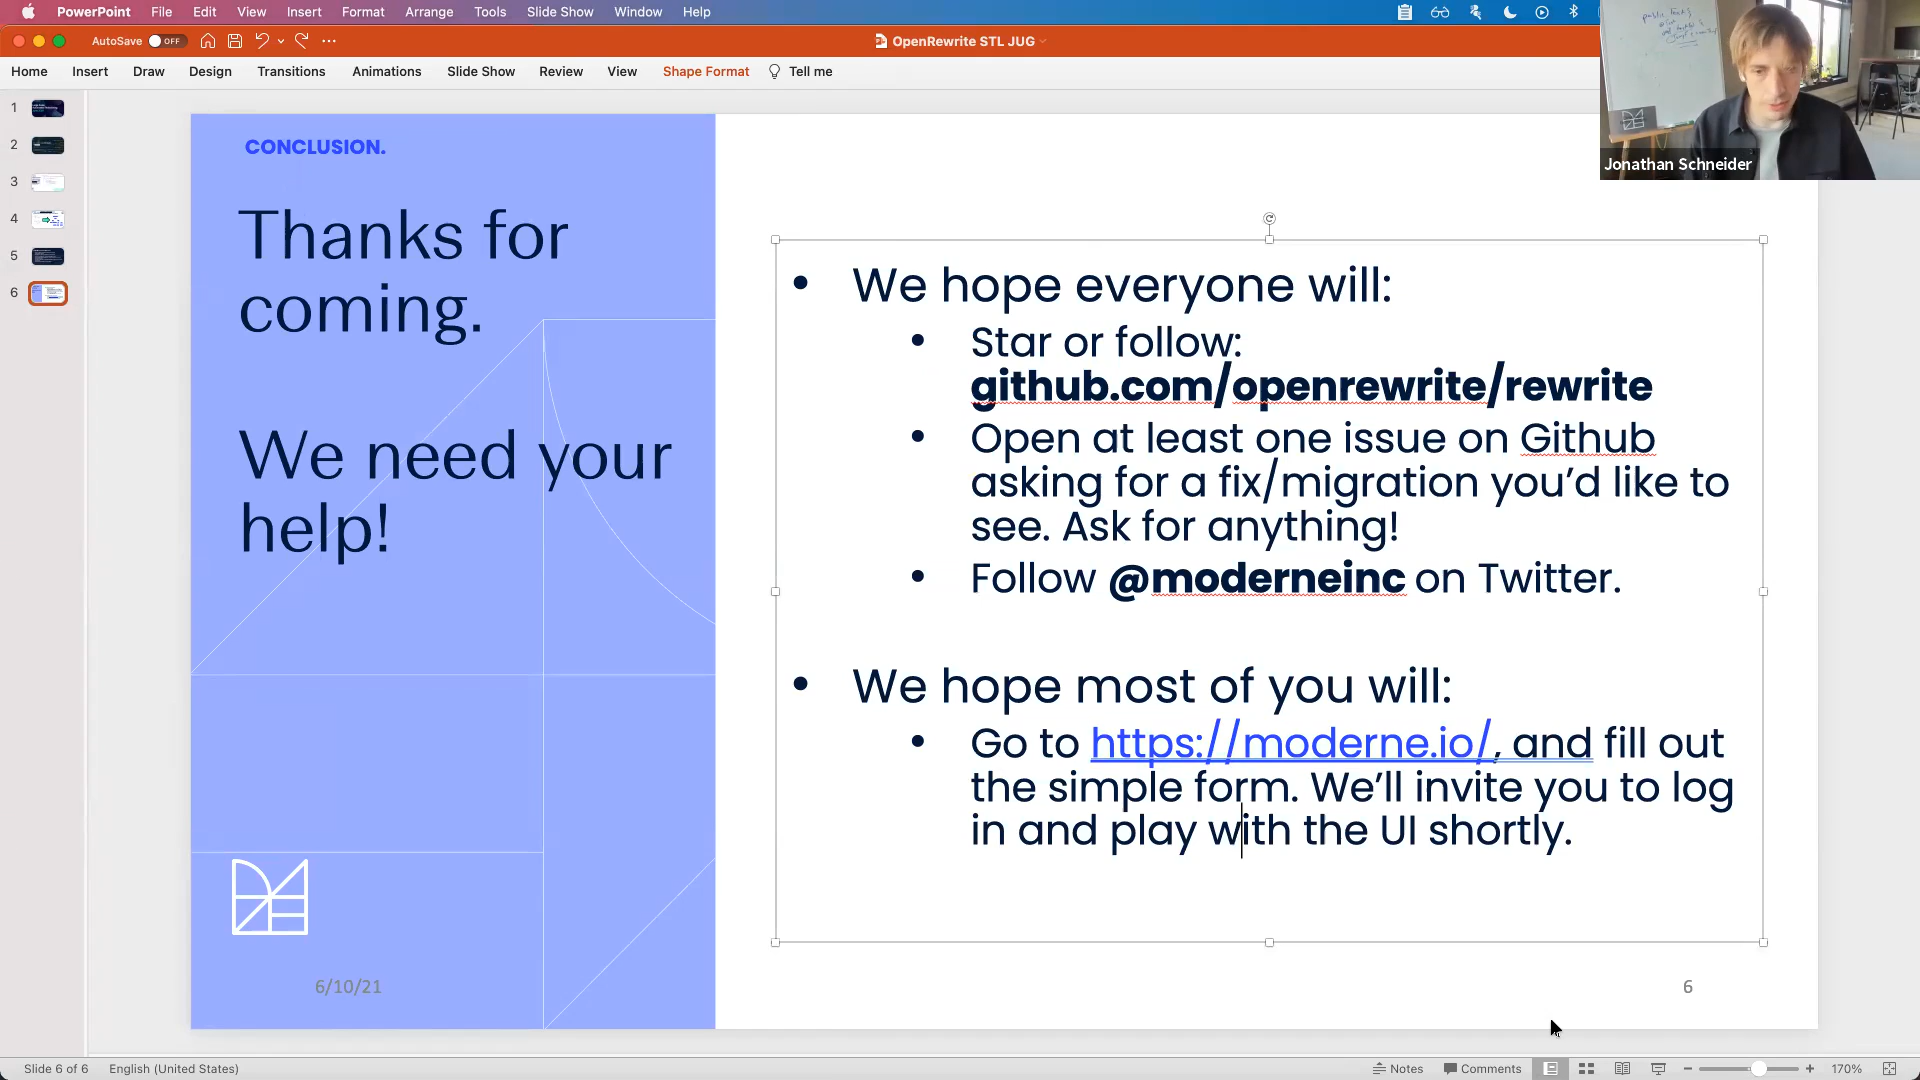 PowerPoint File Edit View Insert Format Arrange Tools Slide Show Window Help
AutoSave OFF
OpenRewrite STL JUG
Home Insert Draw Design Transitions Animations Slide Show Review View Shape Format Tell me
Jonathan Schneider
1
2
3
4
5
6
CONCLUSION.
Thanks for
coming.
We need your
help!
6/10/21
• We hope everyone will:
• Star or follow:
github.com/openrewrite/rewrite
• Open at least one issue on Github
asking for a fix/migration you’d like to
see. Ask for anything!
• Follow @moderneinc on Twitter.
• We hope most of you will:
• Go to https://moderne.io/, and fill out
the simple form. We’ll invite you to log
in and play with the UI shortly.
6
Slide 6 of 6 English (United States)
Notes Comments 170%